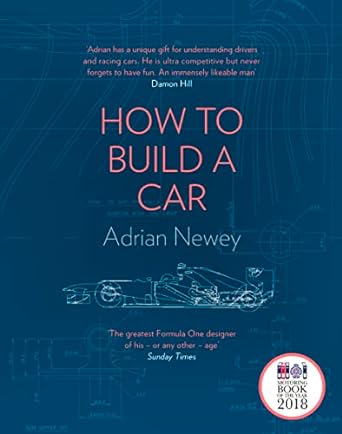 ‘Adrian has a unique gift for understanding drivers
and racing cars. He is ultra competitive but never
forgets to have fun. An immensely likeable man’
Damon Hill
HOW TO
BUILD A
CAR
Adrian Newey
‘The greatest Formula One designer
of his – or any other – age’
Sunday Times
MOTORING
BOOK
OF THE YEAR
2018